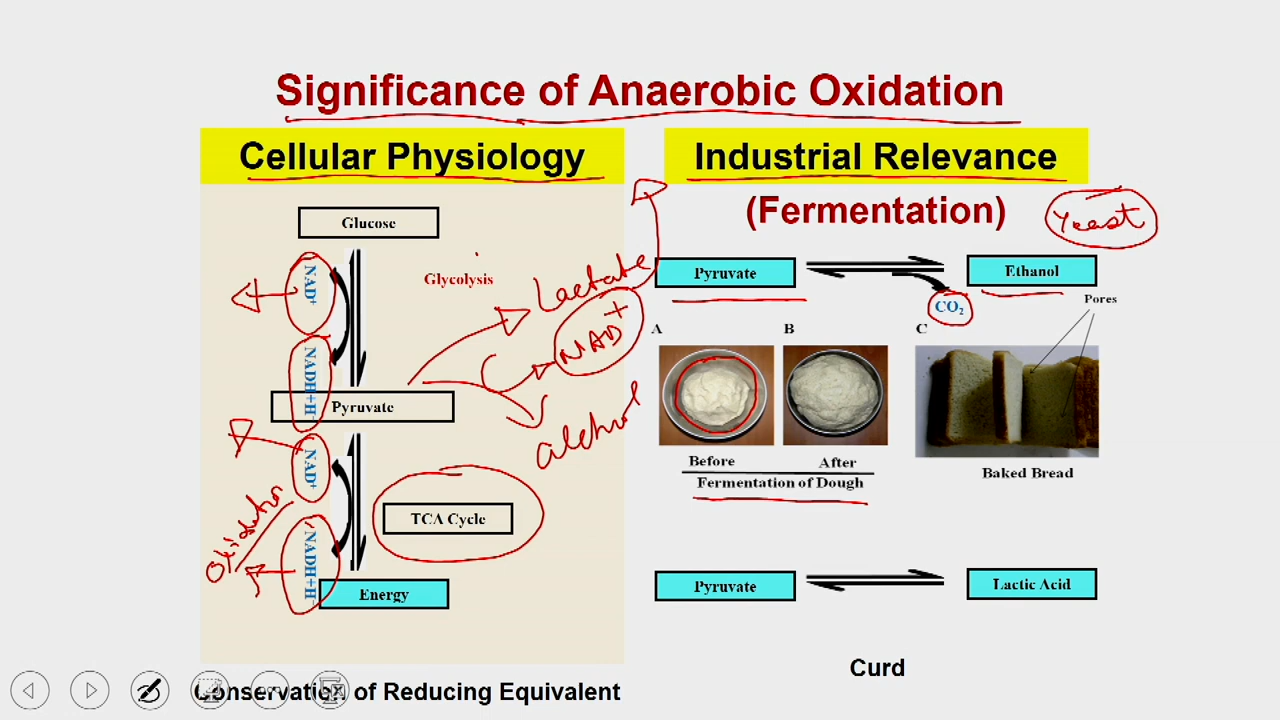 Significance of Anaerobic Oxidation
Cellular Physiology
Glucose
NAD+
Glycolysis
NADH+H
Pyruvate
Lactate
NAD+
NAD+
TCA Cycle
Oxidation
NADH+H
Energy
Conservation of Reducing Equivalent
Industrial Relevance
(Fermentation)
Yeast
Pyruvate
Ethanol
CO2
Pores
A
B
C
Before
After
Fermentation of Dough
Baked Bread
Pyruvate
Lactic Acid
Curd